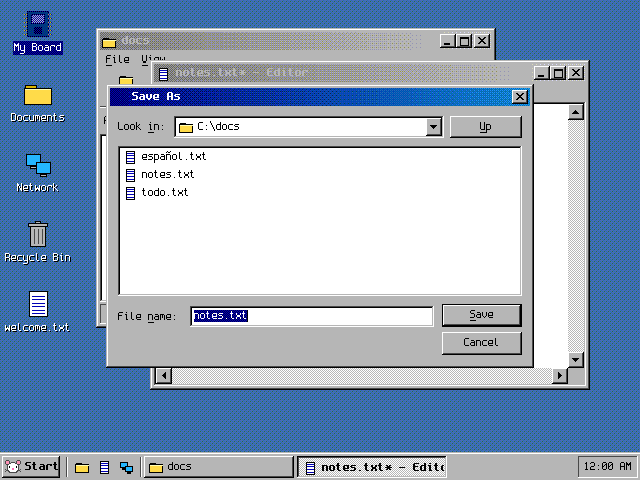 My Board
Documents
Network
Recycle Bin
welcome.txt
docs
File View
notes.txt* - Editor
Save As
Look in:
C:\docs
Up
español.txt
notes.txt
todo.txt
File name:
notes.txt
Save
Cancel
Start
docs
notes.txt* - Edito
12:00 AM